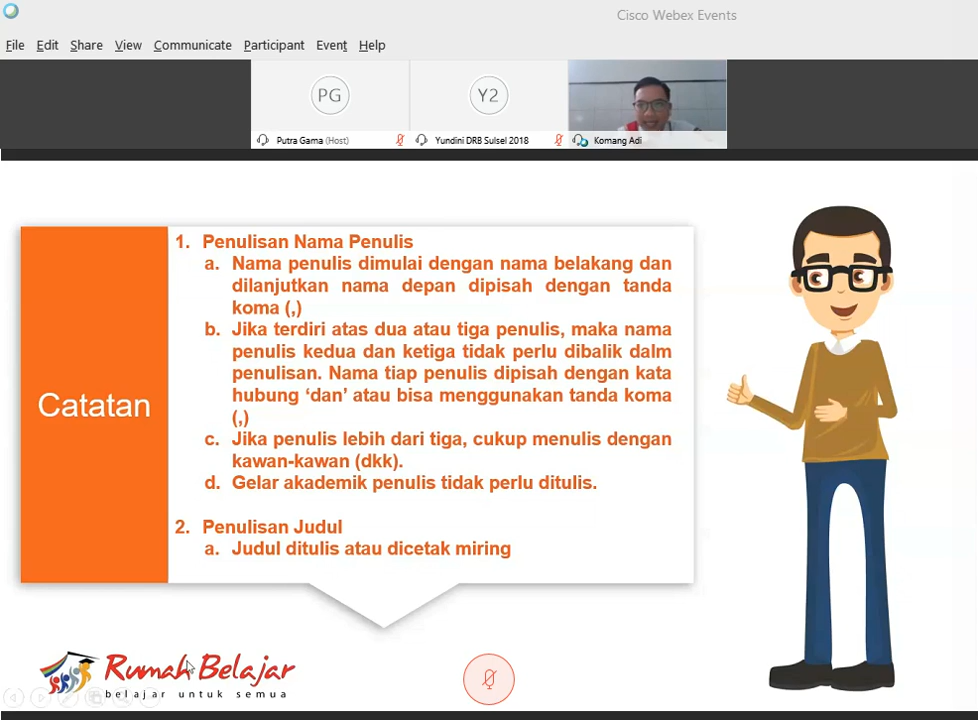 Cisco Webex Events
File Edit Share View Communicate Participant Event Help
PG
Y2
Putra Gama (Host)
Yundini DRB Sulsel 2018
Komang Adi
Catatan
1. Penulisan Nama Penulis
a. Nama penulis dimulai dengan nama belakang dan
dilanjutkan nama depan dipisah dengan tanda
koma (,)
b. Jika terdiri atas dua atau tiga penulis, maka nama
penulis kedua dan ketiga tidak perlu dibalik dalm
penulisan. Nama tiap penulis dipisah dengan kata
hubung ‘dan’ atau bisa menggunakan tanda koma
(,)
c. Jika penulis lebih dari tiga, cukup menulis dengan
kawan-kawan (dkk).
d. Gelar akademik penulis tidak perlu ditulis.
2. Penulisan Judul
a. Judul ditulis atau dicetak miring
Rumah Belajar
belajar untuk semua